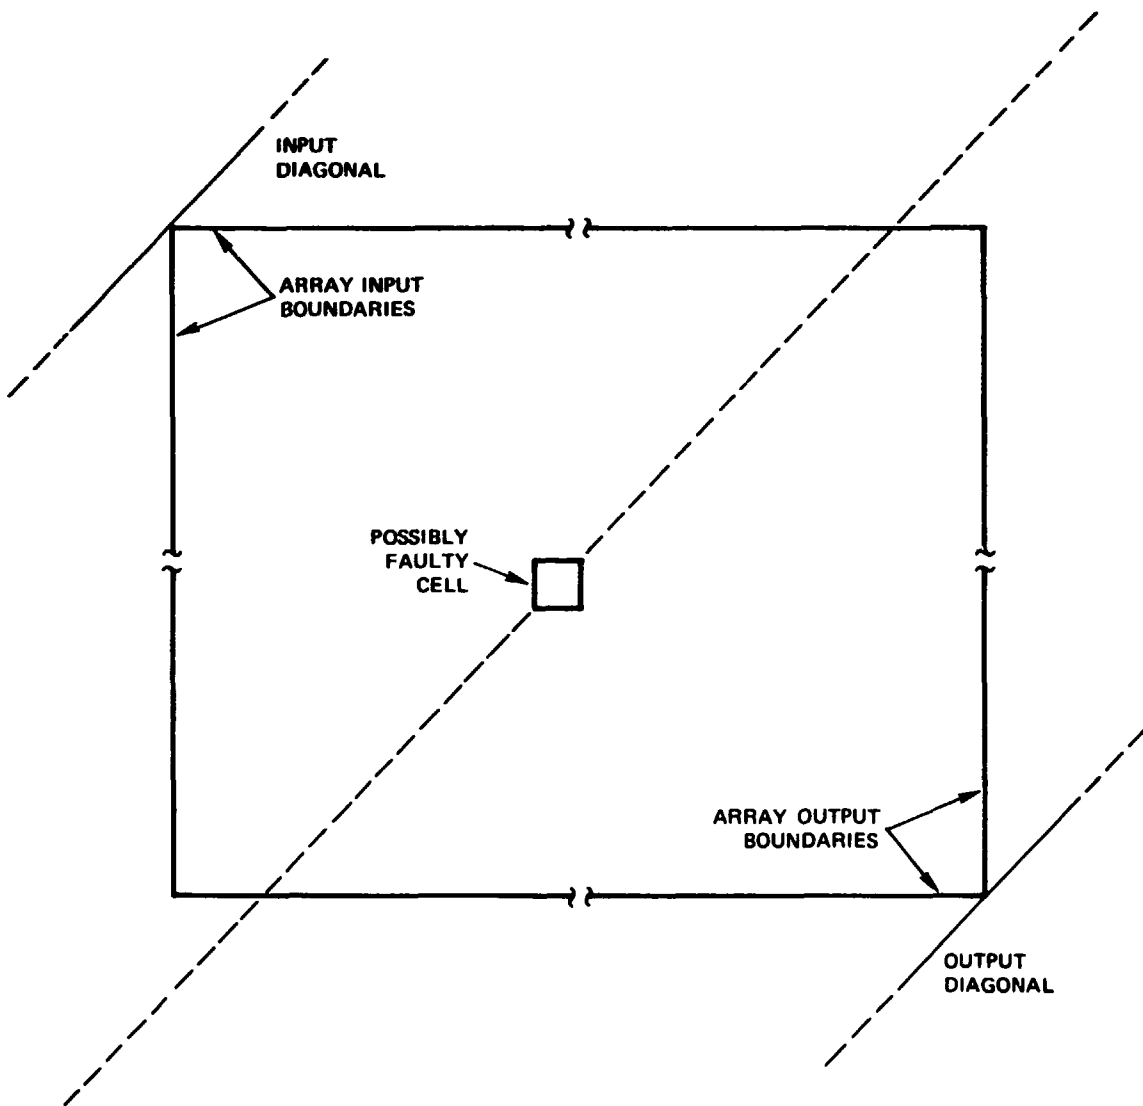 INPUT
DIAGONAL
ARRAY INPUT
BOUNDARIES
POSSIBLY
FAULTY
CELL
ARRAY OUTPUT
BOUNDARIES
OUTPUT
DIAGONAL